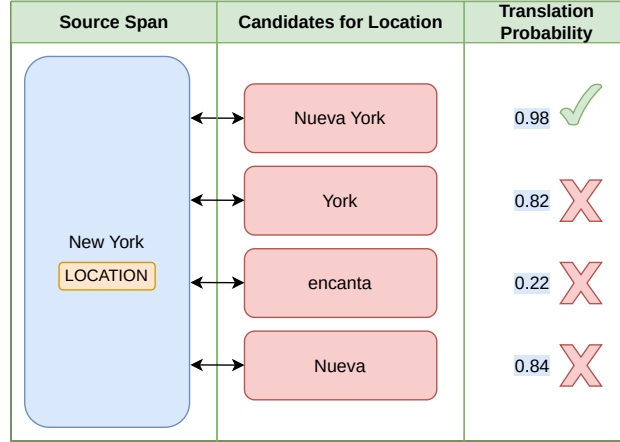 Source Span
Candidates for Location
Translation
Probability
New York
LOCATION
Nueva York
0.98
York
0.82
encanta
0.22
Nueva
0.84